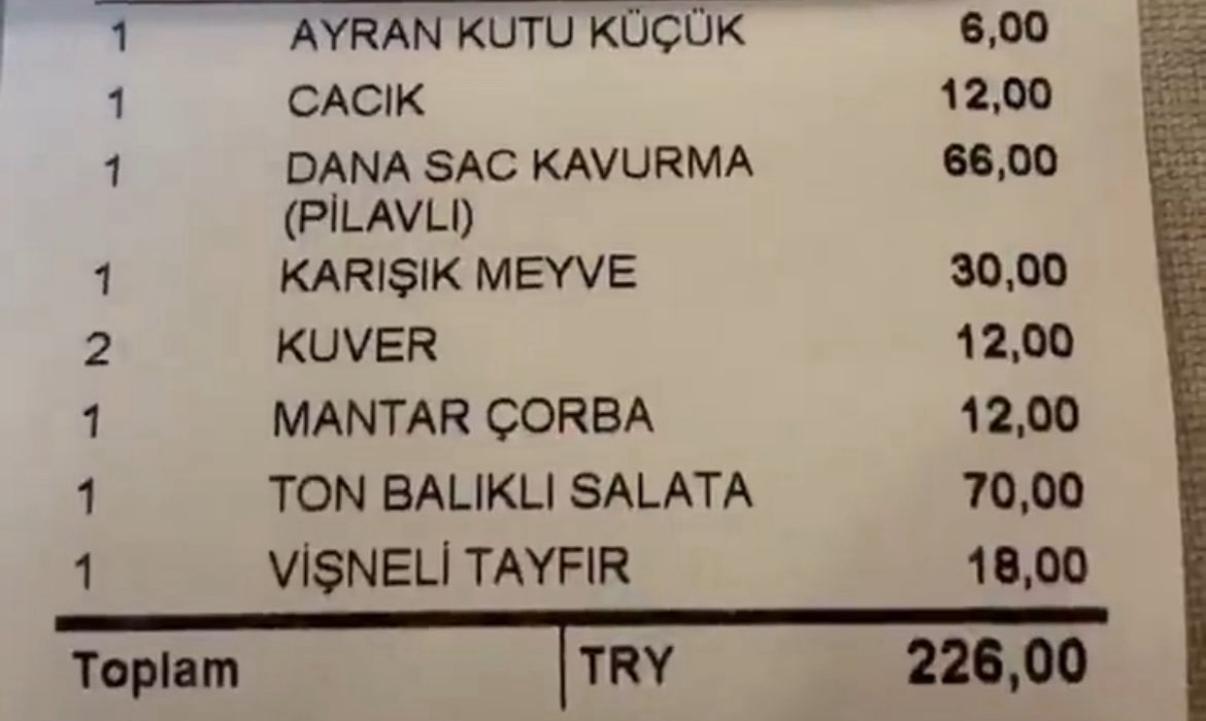 1 AYRAN KUTU KÜÇÜK 6,00
1 CACIK 12,00
1 DANA SAC KAVURMA 66,00
(PİLAVLI)
1 KARIŞIK MEYVE 30,00
2 KUVER 12,00
1 MANTAR ÇORBA 12,00
1 TON BALIKLI SALATA 70,00
1 VİŞNELİ TAYFIR 18,00
Toplam TRY 226,00